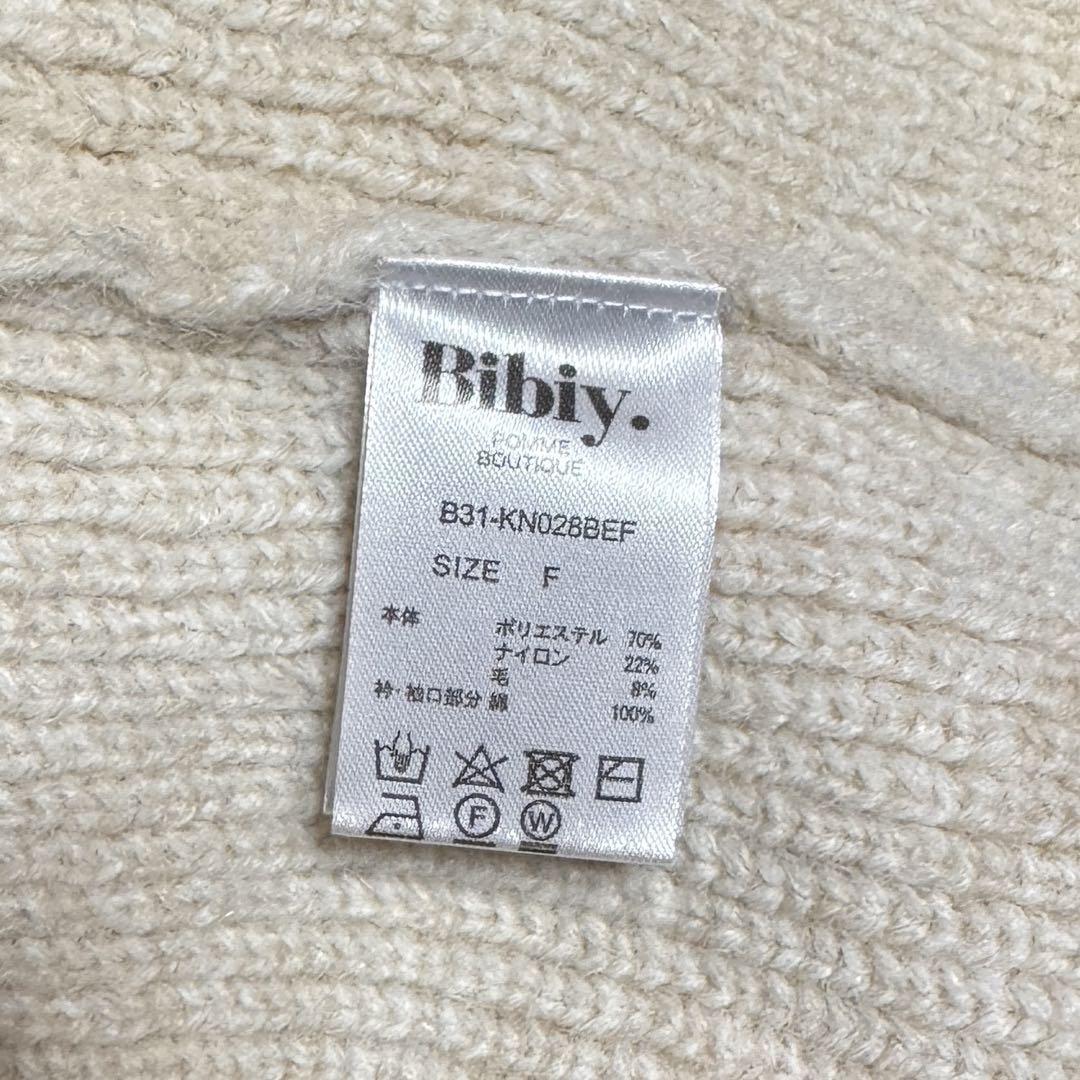 Bibiy.
POMME
BOUTIQUE
B31-KN028BEF
SIZE F
本体 ポリエステル 70%
ナイロン 22%
毛 8%
衿・袖口部分 綿 100%
F W